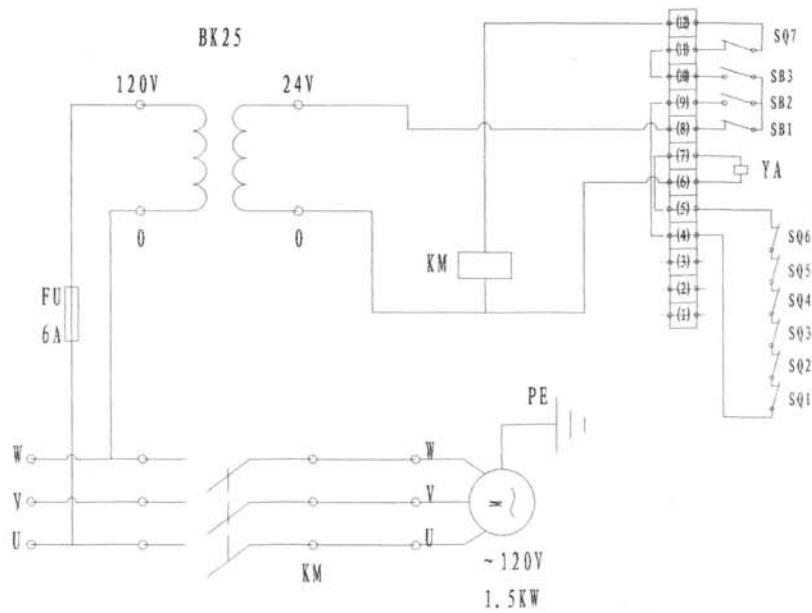 BK25
120V
24V
0
0
FU
6A
KM
(12)
(11)
(10)
(9)
(8)
(7)
(6)
(5)
(4)
(3)
(2)
(1)
SQ7
SB3
SB2
SB1
YA
SQ6
SQ5
SQ4
SQ3
SQ2
SQ1
PE
W
V
U
KM
W
V
U
M
~120V
1.5KW